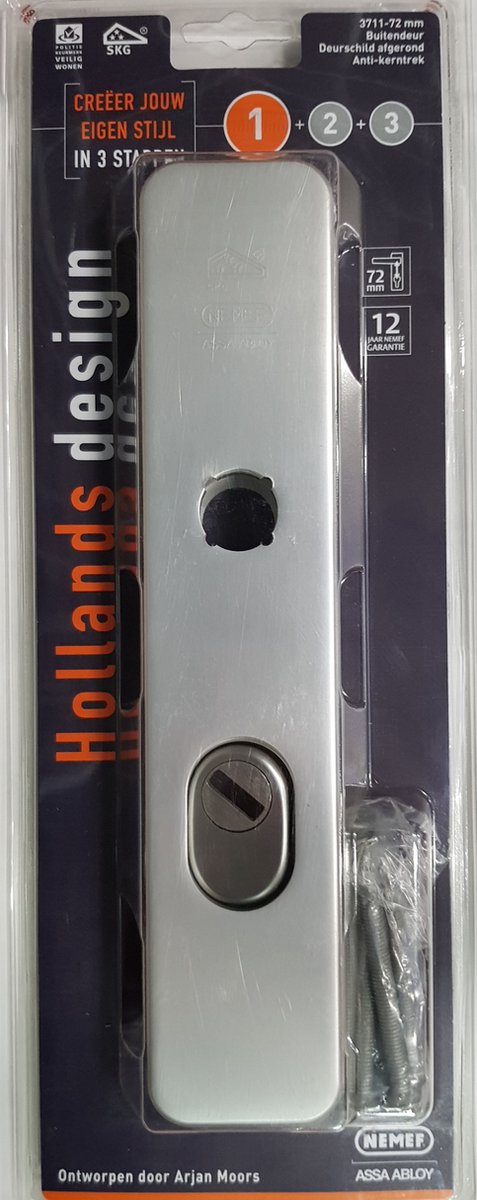 3711-72 mm
Buitendeur
Deurschild afgerond
Anti-kerntrek
POLITIE
KEURMERK
VEILIG
WONEN
SKG
CREËER JOUW
EIGEN STIJL
IN 3 STAPPEN
1 + 2 + 3
72
mm
12
JAAR NEMEF
GARANTIE
NEMEF
ASSA ABLOY
Hollands design
NEMEF
ASSA ABLOY
Ontworpen door Arjan Moors